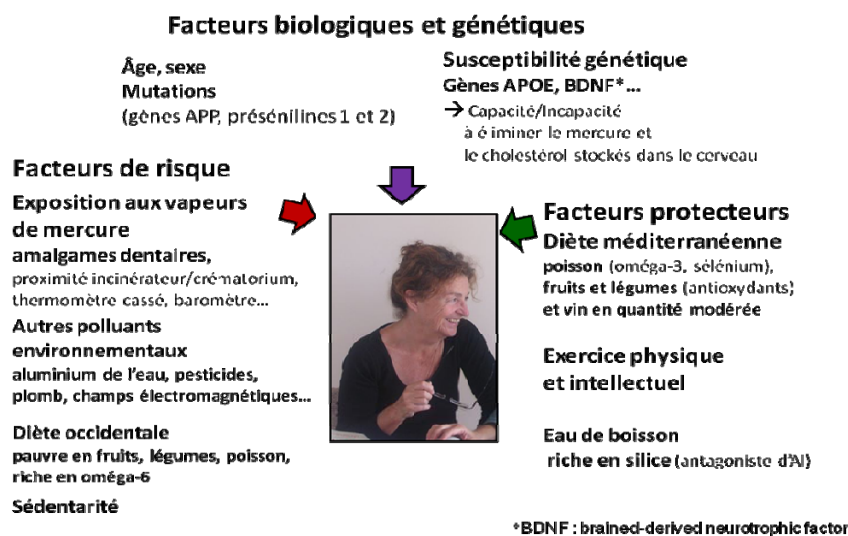 Facteurs biologiques et génétiques
Âge, sexe
Mutations
(gènes APP, présénilines 1 et 2)
Susceptibilité génétique
Gènes APOE, BDNF*...
→ Capacité/Incapacité
à é iminer le mercure et
le cholestérol stockés dans le cerveau
Facteurs de risque
Exposition aux vapeurs
de mercure
amalgames dentaires,
proximité incinérateur/crématorium,
thermomètre cassé, baromètre...
Autres polluants
environnementaux
aluminium de l'eau, pesticides,
plomb, champs électromagnétiques...
Diète occidentale
pauvre en fruits, légumes, poisson,
riche en oméga-6
Sédentarité
Facteurs protecteurs
Diète méditerranéenne
poisson (oméga-3, sélénium),
fruits et légumes (antioxydants)
et vin en quantité modérée
Exercice physique
et intellectuel
Eau de boisson
riche en silice (antagoniste d'Al)
*BDNF : brained-derived neurotrophic factor